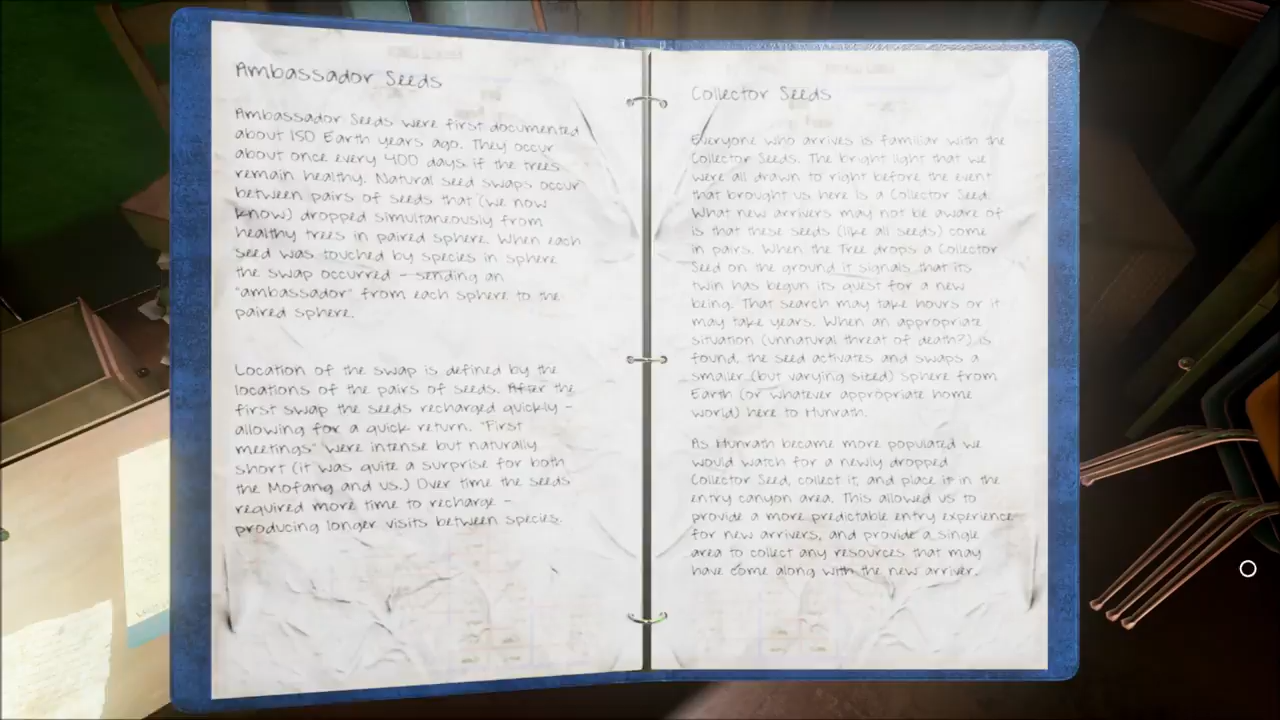 Ambassador Seeds
Ambassador Seeds were first documented
about 150 Earth years ago. They occur
about once every 400 days if the trees
remain healthy. Natural seed swaps occur
between pairs of seeds that (we now
know) dropped simultaneously from
healthy trees in paired sphere. When each
seed was touched by species in sphere
the swap occurred - sending an
"ambassador" from each sphere to the
paired sphere.
Location of the swap is defined by the
locations of the pairs of seeds. After the
first swap the seeds recharged quickly -
allowing for a quick return. "First
meetings" were intense but naturally
short (it was quite a surprise for both
the Mofang and us.) Over time the seeds
required more time to recharge -
producing longer visits between species.
Collector Seeds
Everyone who arrives is familiar with the
Collector Seeds. The bright light that we
were all drawn to right before the event
that brought us here is a Collector Seed.
What new arrivers may not be aware of
is that these seeds (like all seeds) come
in pairs. When the Tree drops a Collector
Seed on the ground it signals that its
twin has begun its quest for a new
being. That search may take hours or it
may take years. When an appropriate
situation (unnatural threat of death?) is
found, the seed activates and swaps a
smaller (but varying sized) sphere from
Earth (or whatever appropriate home
world) here to Hunrath.
As Hunrath became more populated we
would watch for a newly dropped
Collector Seed, collect it, and place it in the
entry canyon area. This allowed us to
provide a more predictable entry experience
for new arrivers, and provide a single
area to collect any resources that may
have come along with the new arriver.